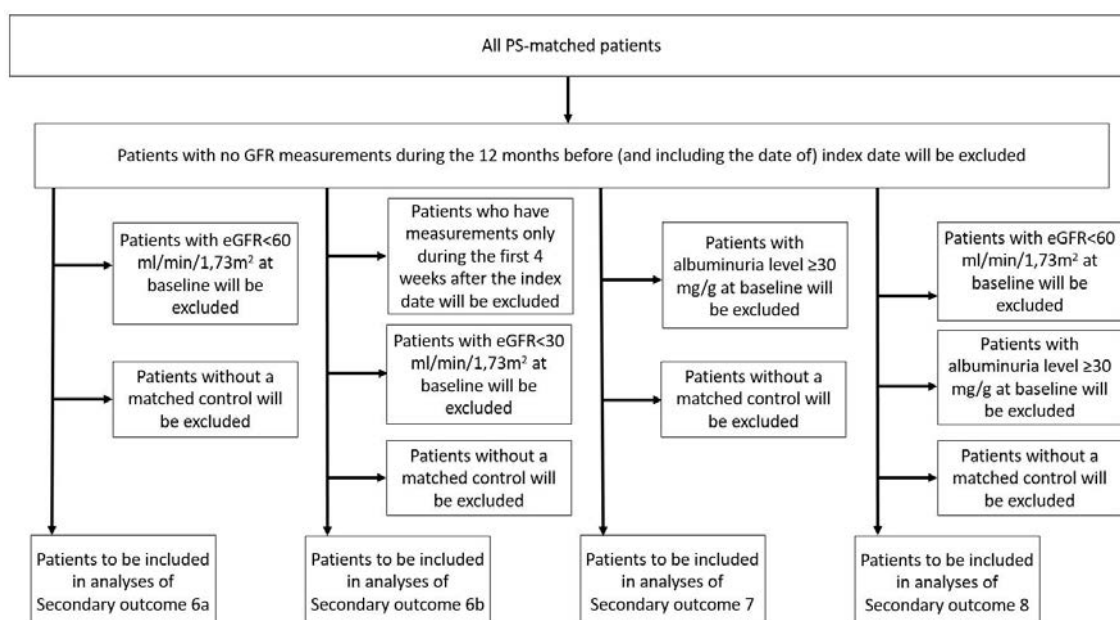 All PS-matched patients
Patients with no GFR measurements during the 12 months before (and including the date of) index date will be excluded
Patients with eGFR<60
ml/min/1,73m² at
baseline will be
excluded
Patients without a
matched control will
be excluded
Patients to be included
in analyses of
Secondary outcome 6a
Patients who have
measurements only
during the first 4
weeks after the index
date will be excluded
Patients with eGFR<30
ml/min/1,73m² at
baseline will be
excluded
Patients without a
matched control will
be excluded
Patients to be included
in analyses of
Secondary outcome 6b
Patients with
albuminuria level ≥30
mg/g at baseline will
be excluded
Patients without a
matched control will
be excluded
Patients to be included
in analyses of
Secondary outcome 7
Patients with eGFR<60
ml/min/1,73m² at
baseline will be
excluded
Patients with
albuminuria level ≥30
mg/g at baseline will
be excluded
Patients without a
matched control will
be excluded
Patients to be included
in analyses of
Secondary outcome 8